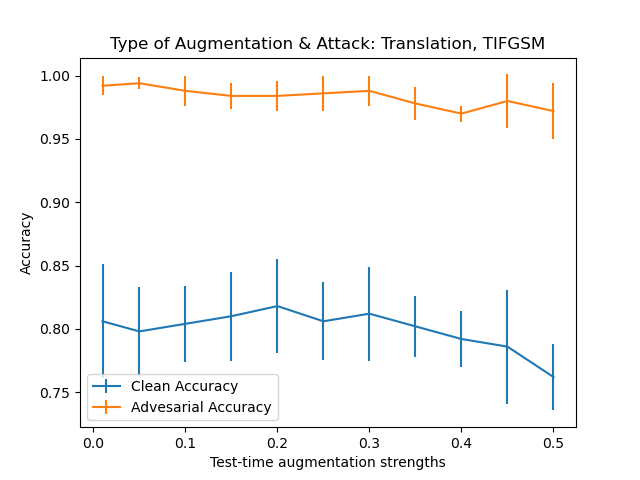 Type of Augmentation & Attack: Translation, TIFGSM
1.00
0.95
0.90
0.85
0.80
0.75
Accuracy
Clean Accuracy
Advesarial Accuracy
0.0 0.1 0.2 0.3 0.4 0.5
Test-time augmentation strengths